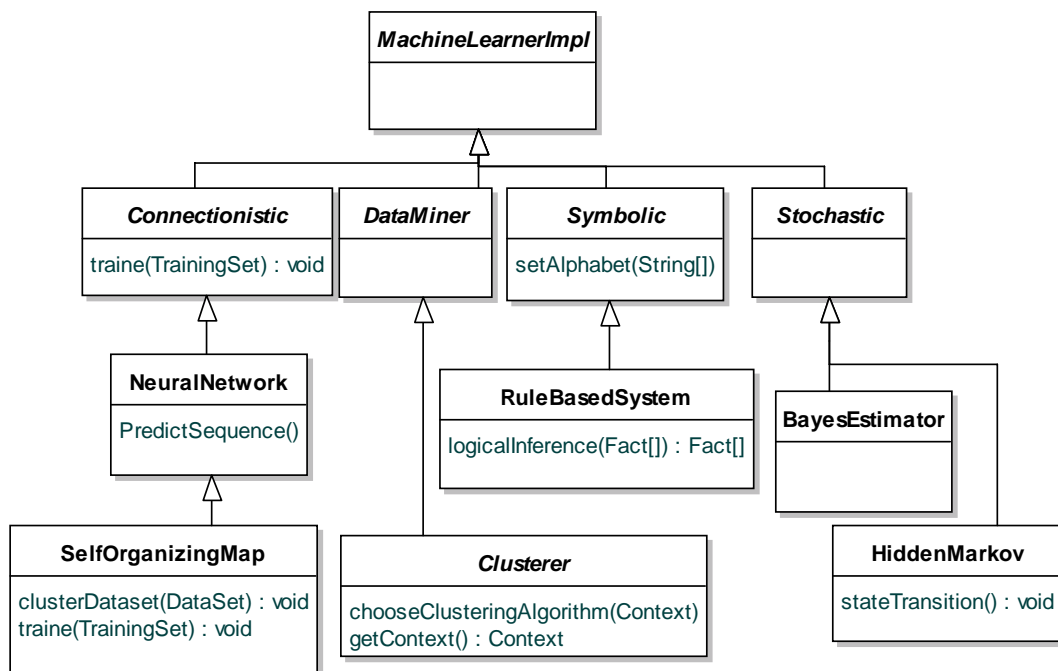 MachineLearnerImpl
Connectionistic
traine(TrainingSet) : void
DataMiner
Symbolic
setAlphabet(String[])
Stochastic
NeuralNetwork
PredictSequence()
RuleBasedSystem
logicalInference(Fact[]) : Fact[]
BayesEstimator
SelfOrganizingMap
clusterDataset(DataSet) : void
traine(TrainingSet) : void
Clusterer
chooseClusteringAlgorithm(Context)
getContext() : Context
HiddenMarkov
stateTransition() : void